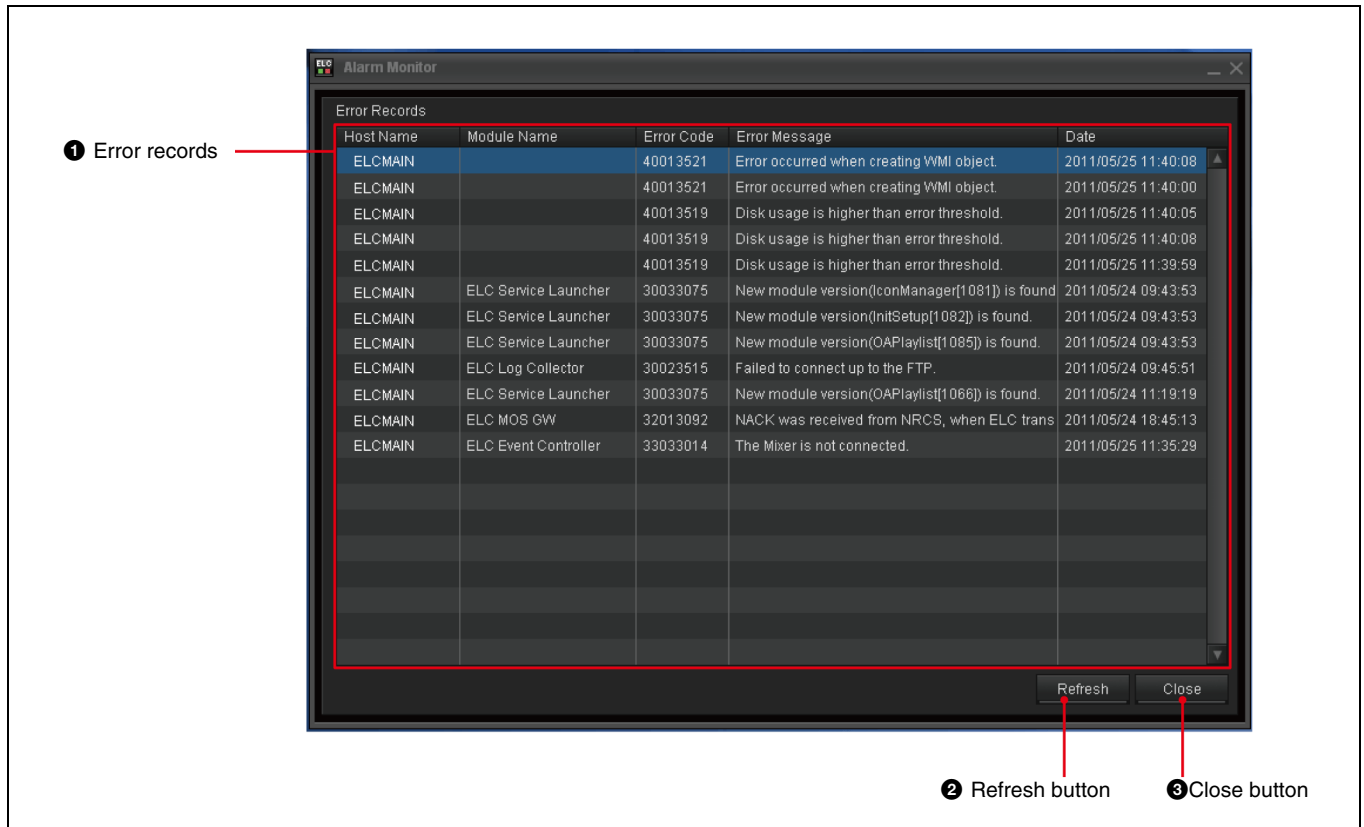 ELC Alarm Monitor
Error Records
Host Name Module Name Error Code Error Message Date
❶ Error records
ELCMAIN 40013521 Error occurred when creating WMI object. 2011/05/25 11:40:08
ELCMAIN 40013521 Error occurred when creating WMI object. 2011/05/25 11:40:00
ELCMAIN 40013519 Disk usage is higher than error threshold. 2011/05/25 11:40:05
ELCMAIN 40013519 Disk usage is higher than error threshold. 2011/05/25 11:40:08
ELCMAIN 40013519 Disk usage is higher than error threshold. 2011/05/25 11:39:59
ELCMAIN ELC Service Launcher 30033075 New module version(IconManager[1081]) is found 2011/05/24 09:43:53
ELCMAIN ELC Service Launcher 30033075 New module version(InitSetup[1082]) is found. 2011/05/24 09:43:53
ELCMAIN ELC Service Launcher 30033075 New module version(OAPlaylist[1085]) is found. 2011/05/24 09:43:53
ELCMAIN ELC Log Collector 30023515 Failed to connect up to the FTP. 2011/05/24 09:45:51
ELCMAIN ELC Service Launcher 30033075 New module version(OAPlaylist[1066]) is found. 2011/05/24 11:19:19
ELCMAIN ELC MOS GW 32013092 NACK was received from NRCS, when ELC trans 2011/05/24 18:45:13
ELCMAIN ELC Event Controller 33033014 The Mixer is not connected. 2011/05/25 11:35:29
Refresh Close
❷ Refresh button ❸Close button